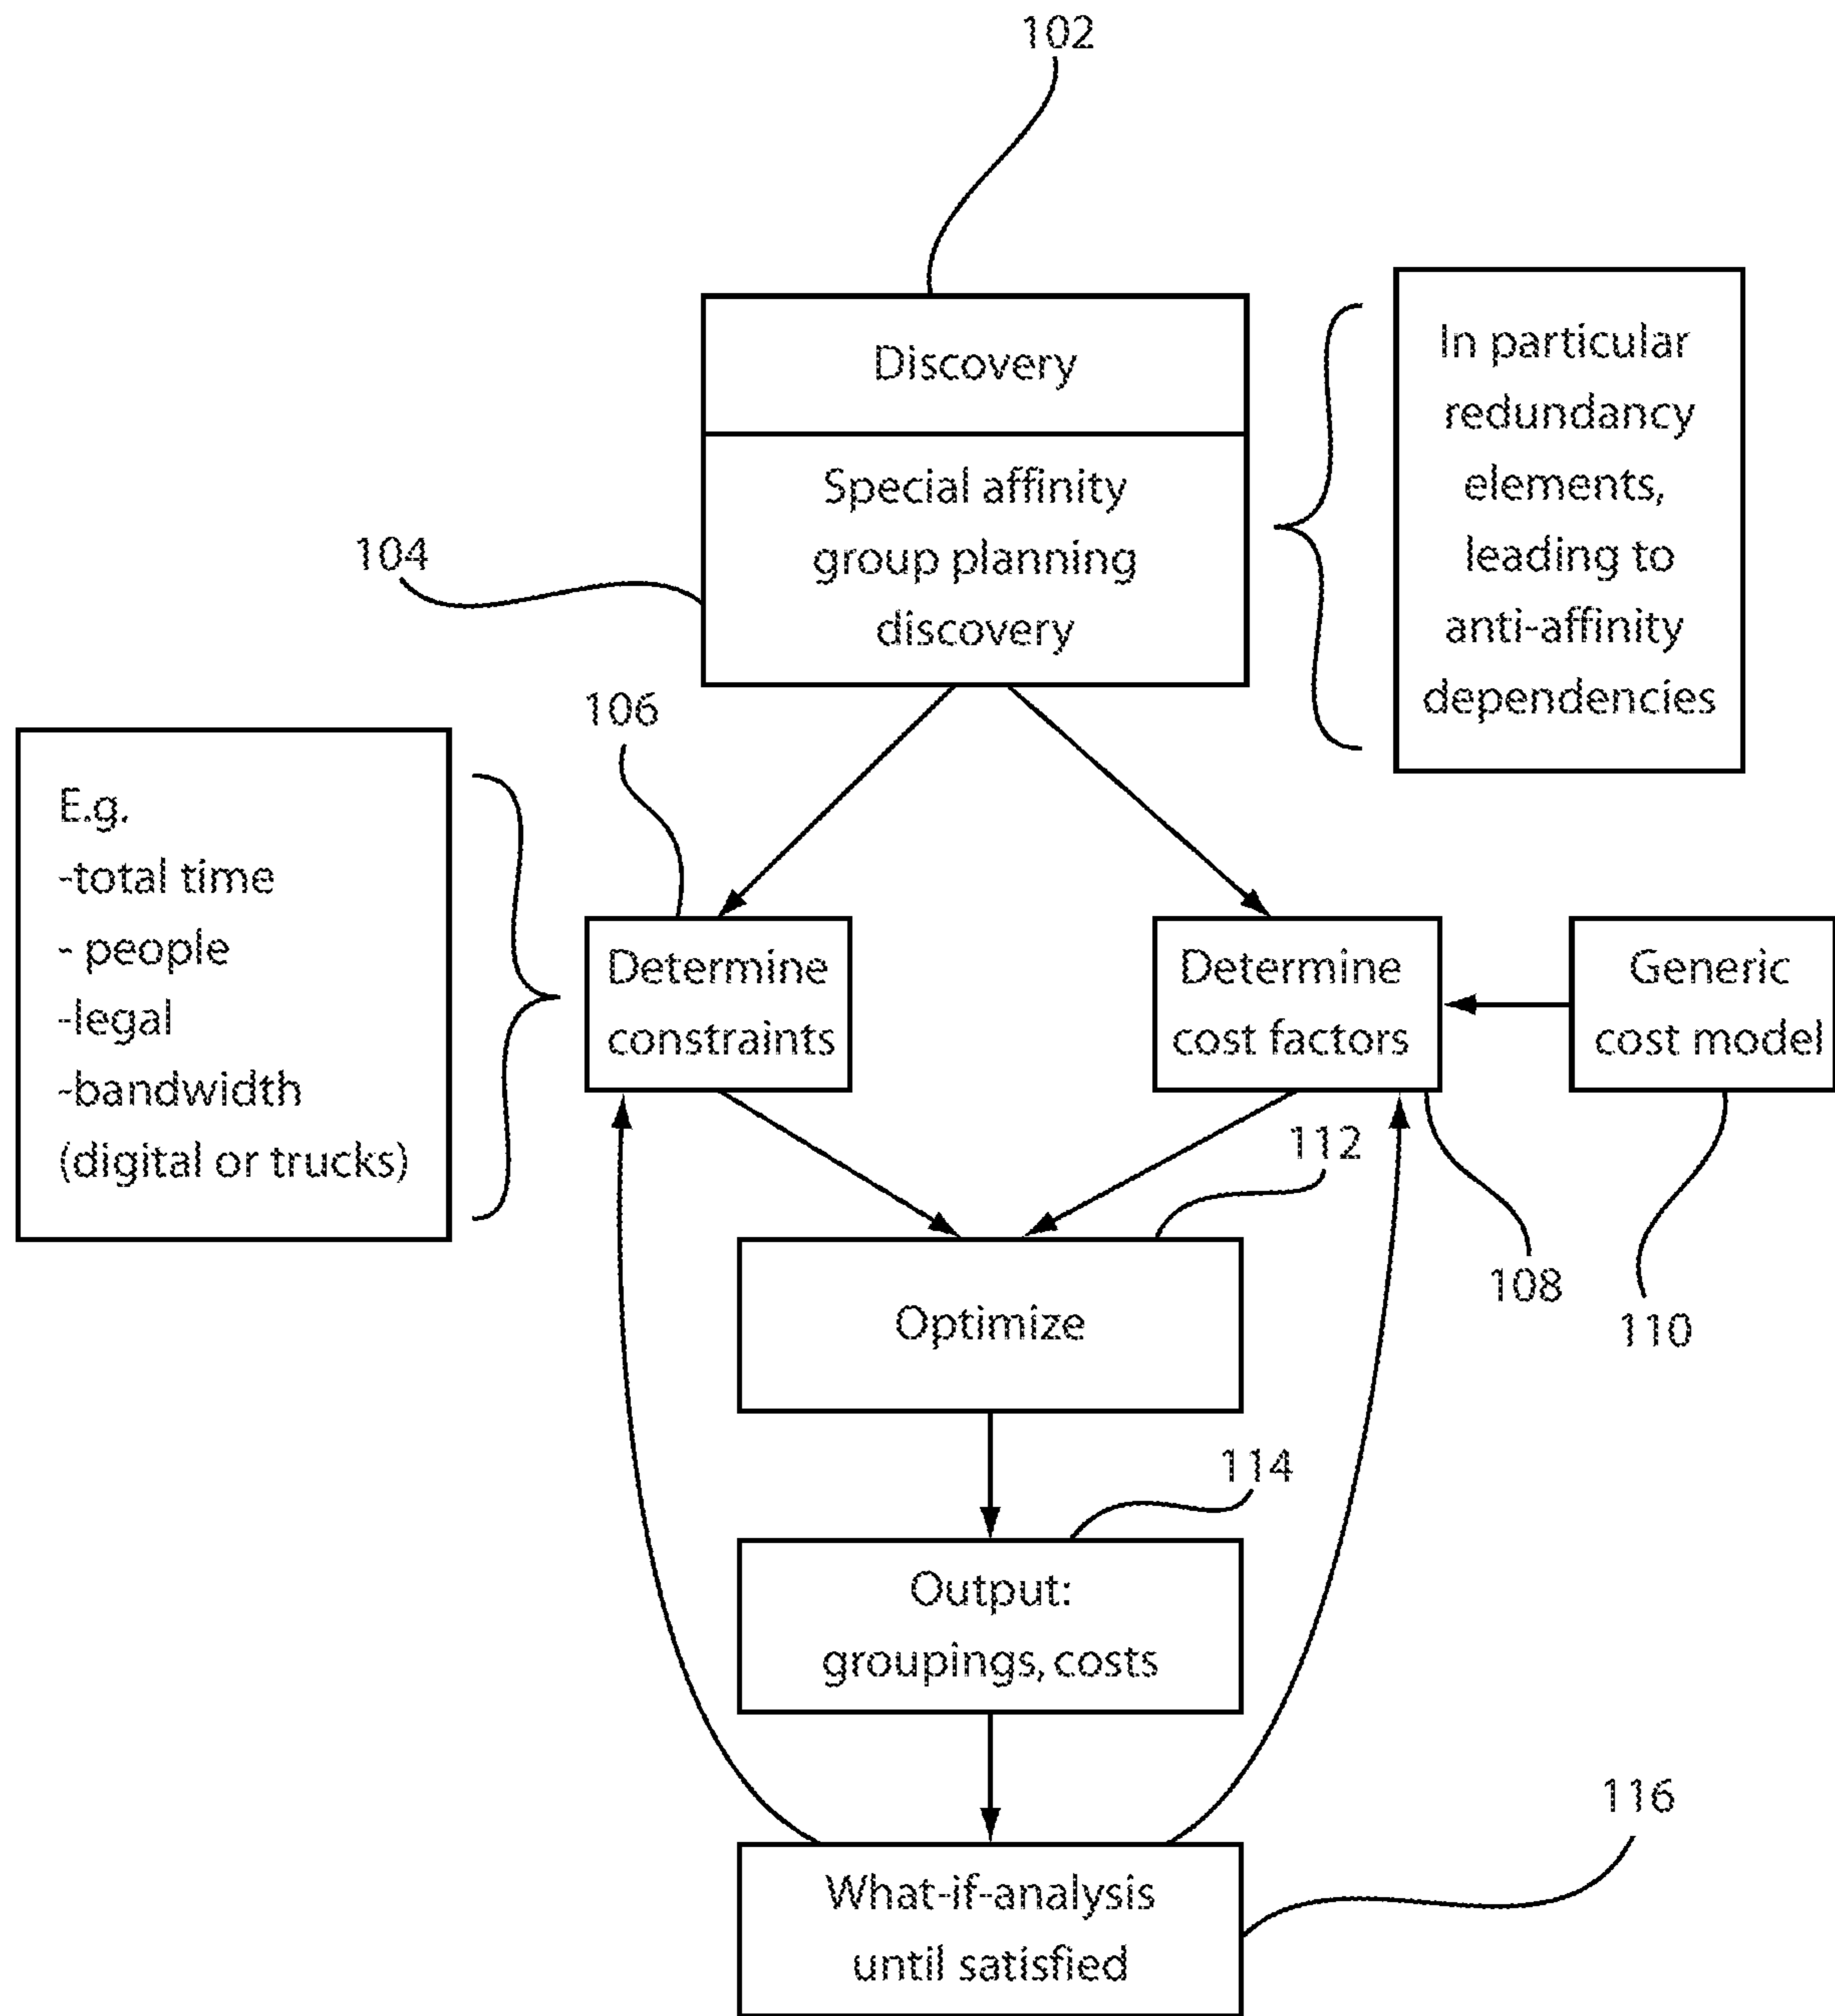 102
Discovery
Special affinity
group planning
discovery
104
In particular
redundancy
elements,
leading to
anti-affinity
dependencies
106
E.g.
-total time
- people
-legal
-bandwidth
(digital or trucks)
Determine
constraints
Determine
cost factors
Generic
cost model
112
108
110
Optimize
114
Output:
groupings, costs
116
What-if-analysis
until satisfied